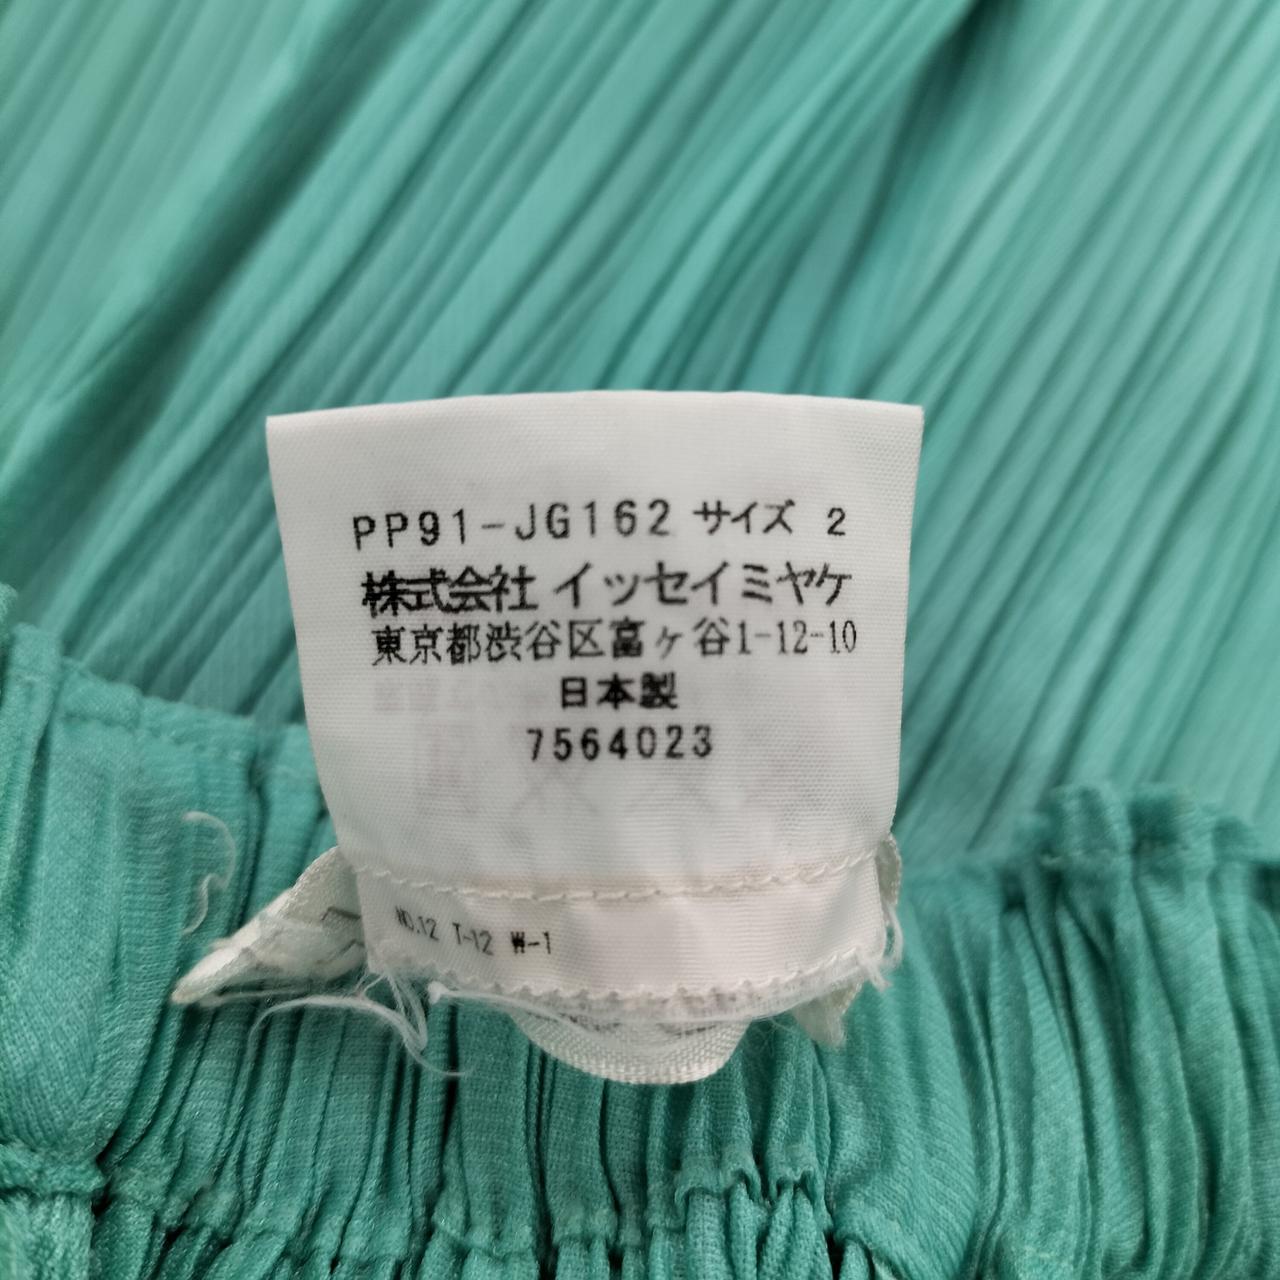 PP91-JG162 サイズ 2
株式会社 イッセイミヤケ
東京都渋谷区富ヶ谷1-12-10
日本製
7564023
NO.12 T-12 W-1